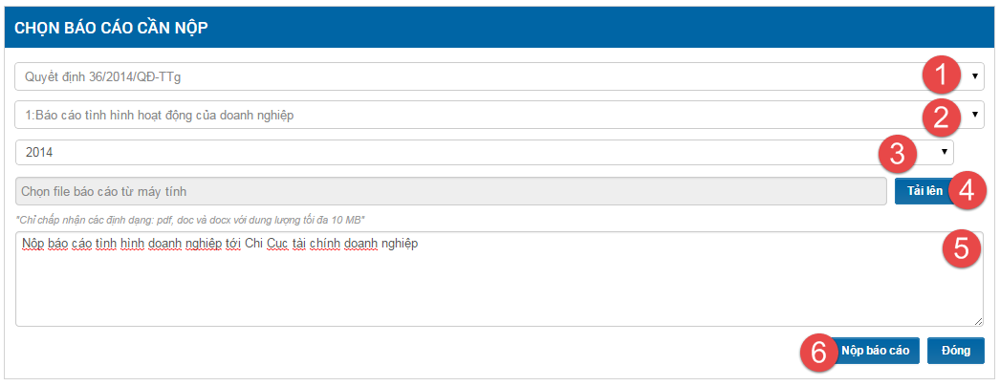 CHỌN BÁO CÁO CẦN NỘP
Quyết định 36/2014/QĐ-TTg 1
1:Báo cáo tình hình hoạt động của doanh nghiệp 2
2014 3
Chọn file báo cáo từ máy tính Tải lên 4
"Chỉ chấp nhận các định dạng: pdf, doc và docx với dung lượng tối đa 10 MB"
Nộp báo cáo tình hình doanh nghiệp tới Chi Cục tài chính doanh nghiệp 5
6 Nộp báo cáo Đóng